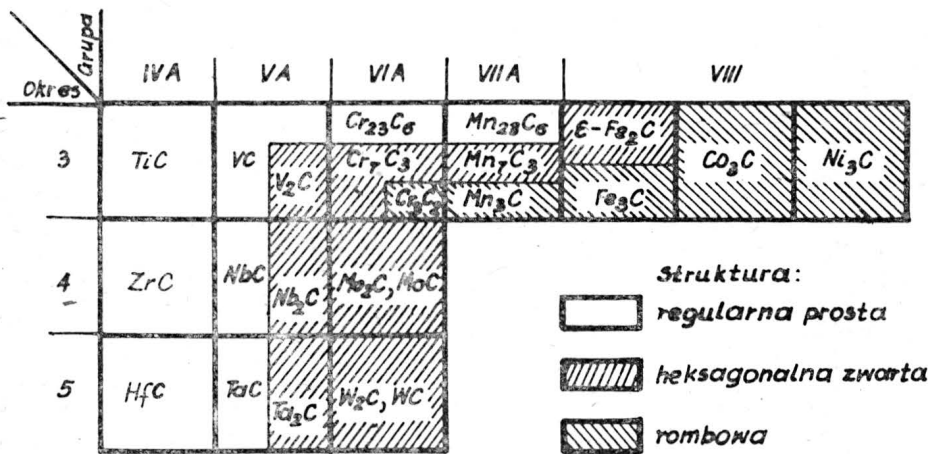 Grupa
Okres
IVA VA VIA VIIA VIII
3 TiC VC V₂C Cr₂₃C₆ Cr₇C₃ Mn₂₃C₆ Mn₇C₃ Mn₃C ε-Fe₂C Fe₃C Co₃C Ni₃C
4 ZrC NbC Nb₂C Mo₂C, MoC
5 HfC TaC Ta₂C W₂C, WC
Struktura:
regularna prosta
heksagonalna zwarta
rombowa